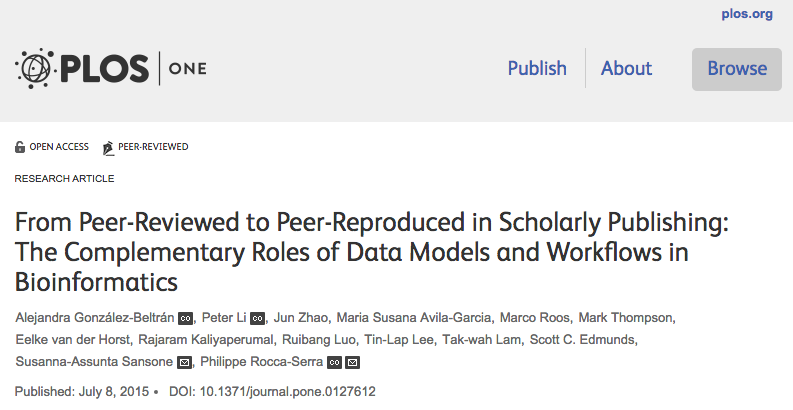 plos.org
PLOS ONE
Publish About Browse
OPEN ACCESS PEER-REVIEWED
RESEARCH ARTICLE
From Peer-Reviewed to Peer-Reproduced in Scholarly Publishing:
The Complementary Roles of Data Models and Workflows in
Bioinformatics
Alejandra González-Beltrán co, Peter Li co, Jun Zhao, Maria Susana Avila-Garcia, Marco Roos, Mark Thompson,
Eelke van der Horst, Rajaram Kaliyaperumal, Ruibang Luo, Tin-Lap Lee, Tak-wah Lam, Scott C. Edmunds,
Susanna-Assunta Sansone, Philippe Rocca-Serra co
Published: July 8, 2015 • DOI: 10.1371/journal.pone.0127612